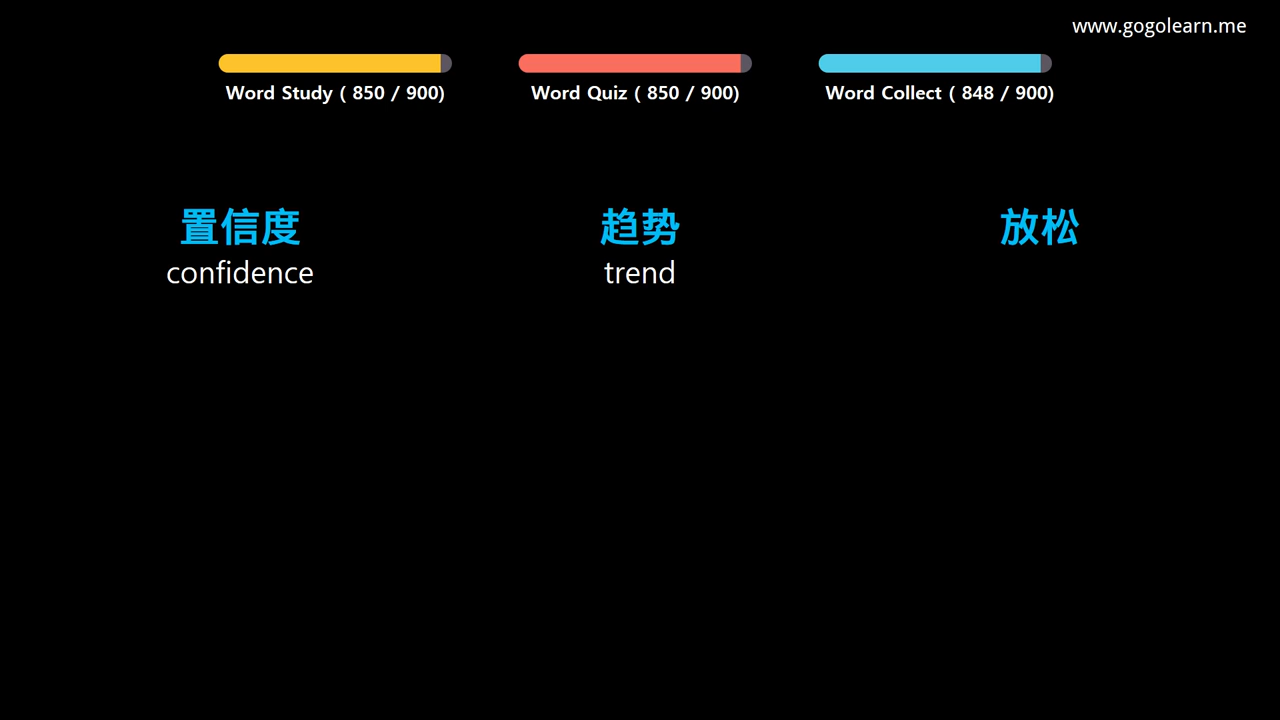 www.gogolearn.me
Word Study ( 850 / 900)
Word Quiz ( 850 / 900)
Word Collect ( 848 / 900)
置信度
趋势
放松
confidence
trend